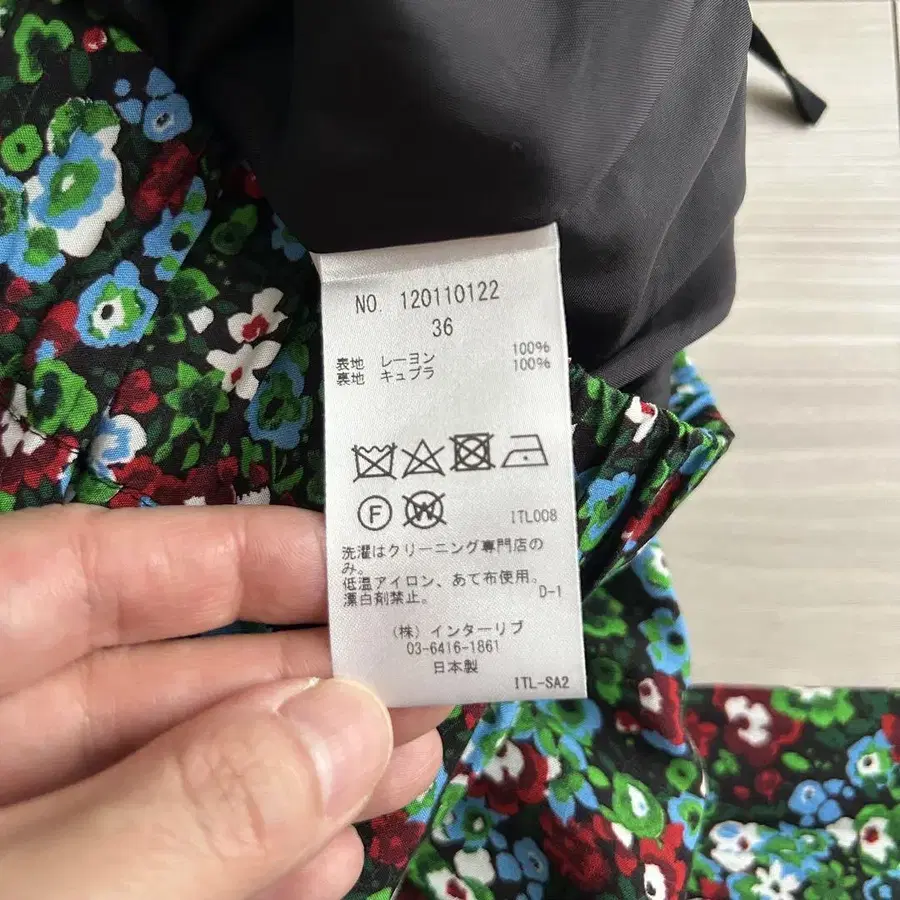 NO. 120110122
36
表地 レーヨン 100%
裏地 キュプラ 100%
F W
ITL008
洗濯はクリーニング専門店の
み。
低温アイロン、あて布使用。
漂白剤禁止。 D-1
(株) インターリブ
03-6416-1861
日本製
ITL-SA2